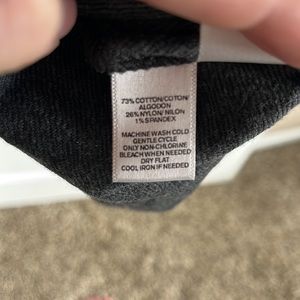 73% COTTON/COTON/
ALGODON
26% NYLON/ NILON
1% SPANDEX
MACHINE WASH COLD
GENTLE CYCLE
ONLY NON-CHLORINE
BLEACH WHEN NEEDED
DRY FLAT
COOL IRON IF NEEDED